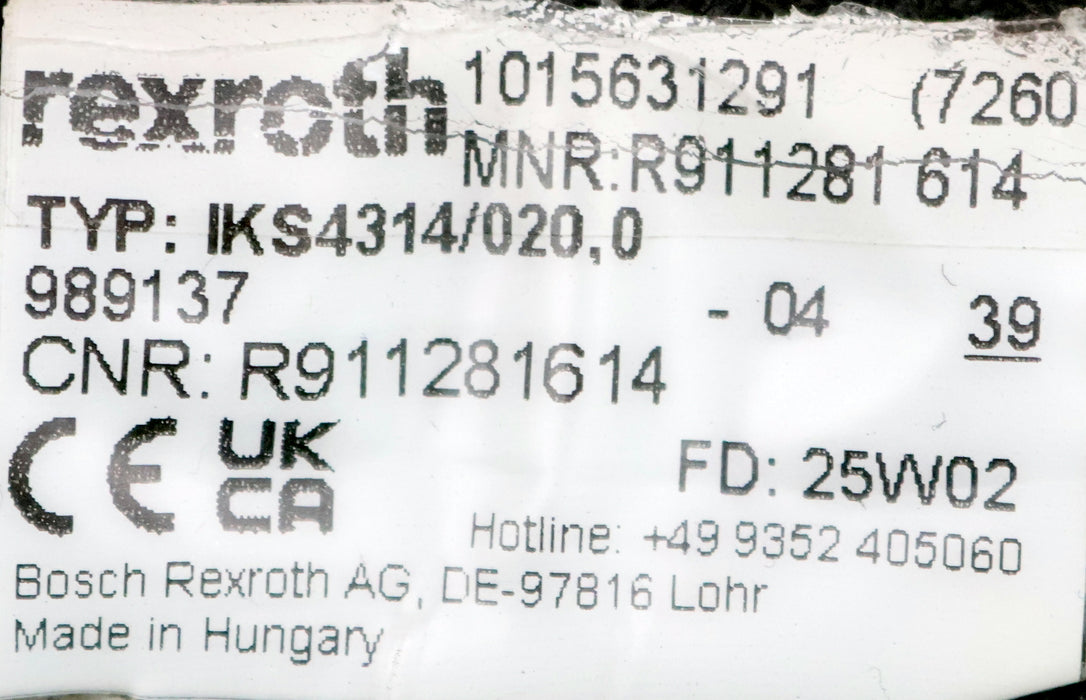 rexroth 1015631291 (7260
MNR:R911281 614
TYP: IKS4314/020,0
989137 - 04 39
CNR: R911281614
CE UK CA
FD: 25W02
Hotline: +49 9352 405060
Bosch Rexroth AG, DE-97816 Lohr
Made in Hungary